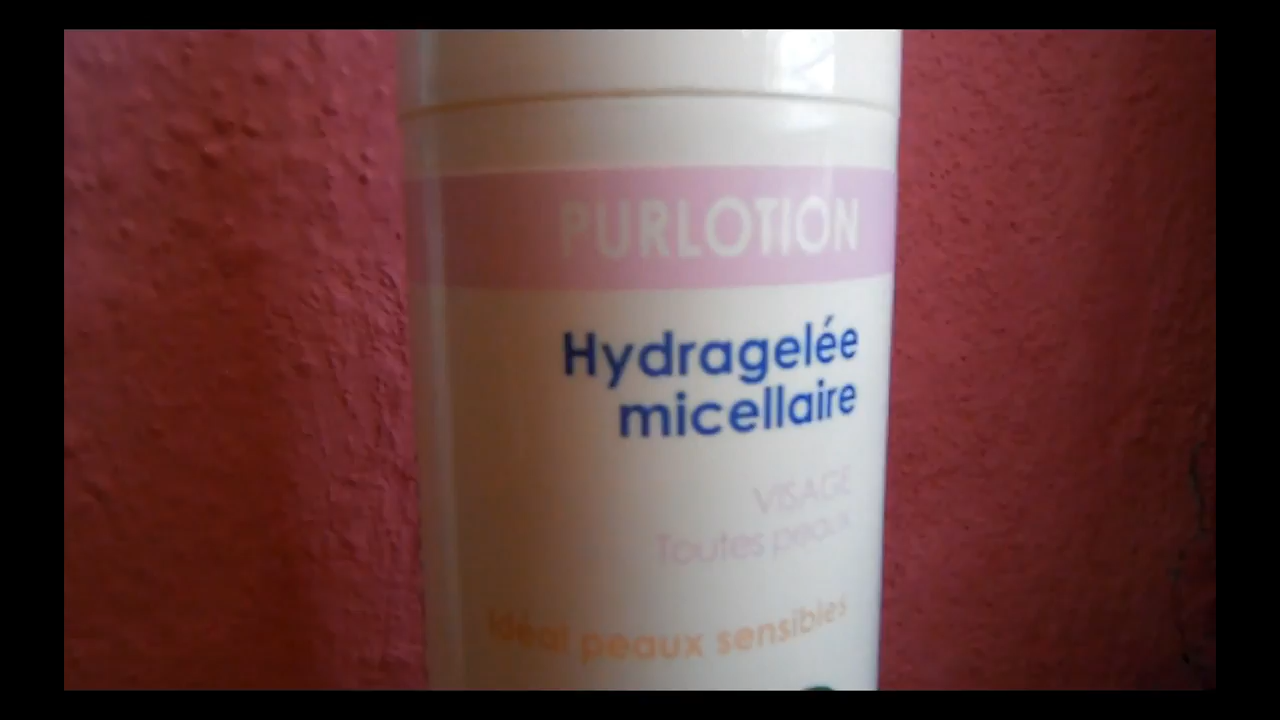 PURLOTION
Hydragelée
micellaire
VISAGE
Toutes peaux
Idéal peaux sensibles